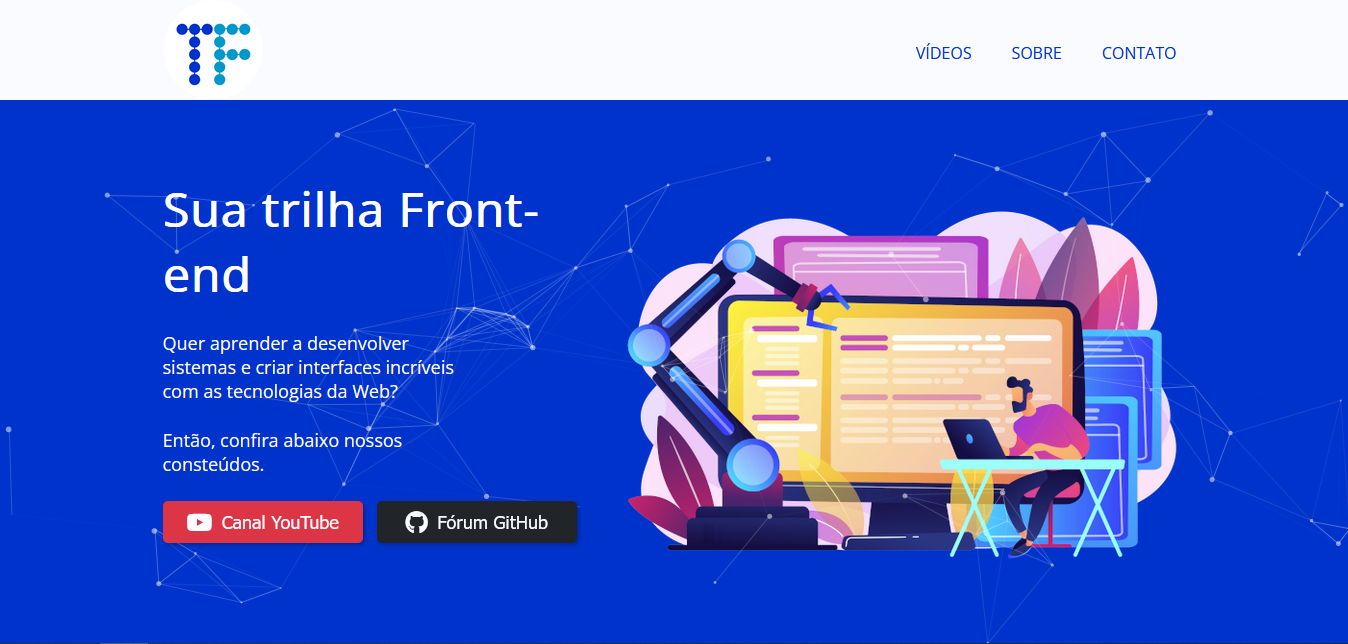 TF
VÍDEOS SOBRE CONTATO
Sua trilha Front-
end
Quer aprender a desenvolver
sistemas e criar interfaces incríveis
com as tecnologias da Web?
Então, confira abaixo nossos
consteúdos.
Canal YouTube Fórum GitHub